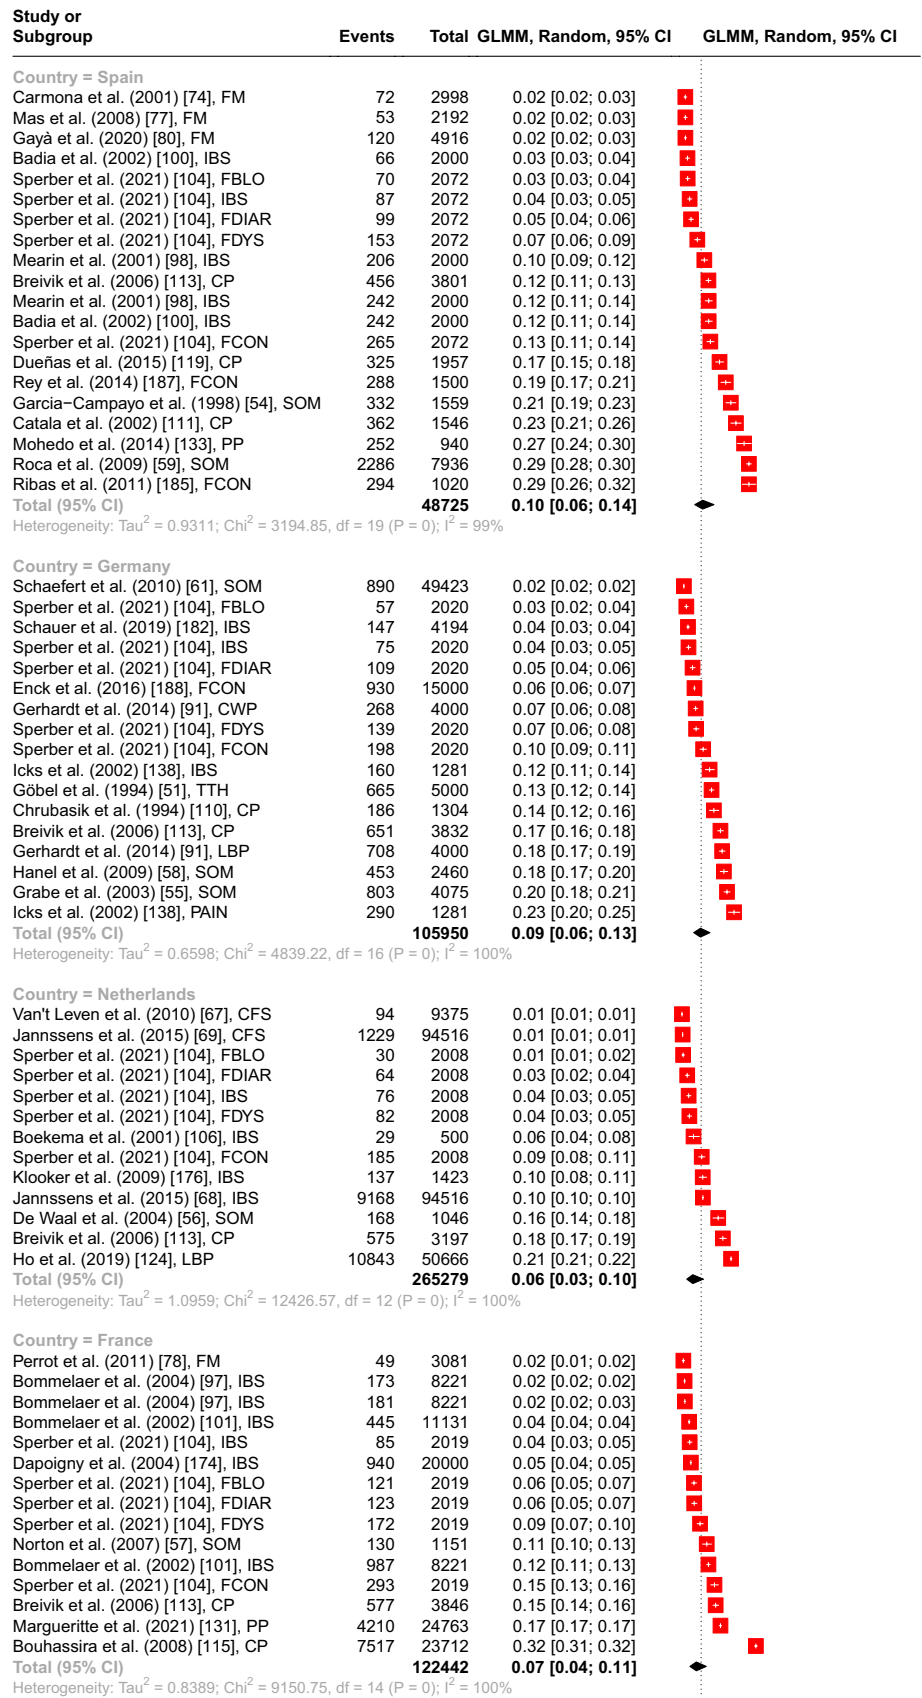 Study or
Subgroup Events Total GLMM, Random, 95% CI GLMM, Random, 95% CI
Country = Spain
Carmona et al. (2001) [74], FM 72 2998 0.02 [0.02; 0.03]
Mas et al. (2008) [77], FM 53 2192 0.02 [0.02; 0.03]
Gayà et al. (2020) [80], FM 120 4916 0.02 [0.02; 0.03]
Badia et al. (2002) [100], IBS 66 2000 0.03 [0.03; 0.04]
Sperber et al. (2021) [104], FBLO 70 2072 0.03 [0.03; 0.04]
Sperber et al. (2021) [104], IBS 87 2072 0.04 [0.03; 0.05]
Sperber et al. (2021) [104], FDIAR 99 2072 0.05 [0.04; 0.06]
Sperber et al. (2021) [104], FDYS 153 2072 0.07 [0.06; 0.09]
Mearin et al. (2001) [98], IBS 206 2000 0.10 [0.09; 0.12]
Breivik et al. (2006) [113], CP 456 3801 0.12 [0.11; 0.13]
Mearin et al. (2001) [98], IBS 242 2000 0.12 [0.11; 0.14]
Badia et al. (2002) [100], IBS 242 2000 0.12 [0.11; 0.14]
Sperber et al. (2021) [104], FCON 265 2072 0.13 [0.11; 0.14]
Dueñas et al. (2015) [119], CP 325 1957 0.17 [0.15; 0.18]
Rey et al. (2014) [187], FCON 288 1500 0.19 [0.17; 0.21]
Garcia−Campayo et al. (1998) [54], SOM 332 1559 0.21 [0.19; 0.23]
Catala et al. (2002) [111], CP 362 1546 0.23 [0.21; 0.26]
Mohedo et al. (2014) [133], PP 252 940 0.27 [0.24; 0.30]
Roca et al. (2009) [59], SOM 2286 7936 0.29 [0.28; 0.30]
Ribas et al. (2011) [185], FCON 294 1020 0.29 [0.26; 0.32]
Total (95% CI) 48725 0.10 [0.06; 0.14]
Heterogeneity: Tau² = 0.9311; Chi² = 3194.85, df = 19 (P = 0); I² = 99%
Country = Germany
Schaefert et al. (2010) [61], SOM 890 49423 0.02 [0.02; 0.02]
Sperber et al. (2021) [104], FBLO 57 2020 0.03 [0.02; 0.04]
Schauer et al. (2019) [182], IBS 147 4194 0.04 [0.03; 0.04]
Sperber et al. (2021) [104], IBS 75 2020 0.04 [0.03; 0.05]
Sperber et al. (2021) [104], FDIAR 109 2020 0.05 [0.04; 0.06]
Enck et al. (2016) [188], FCON 930 15000 0.06 [0.06; 0.07]
Gerhardt et al. (2014) [91], CWP 268 4000 0.07 [0.06; 0.08]
Sperber et al. (2021) [104], FDYS 139 2020 0.07 [0.06; 0.08]
Sperber et al. (2021) [104], FCON 198 2020 0.10 [0.09; 0.11]
Icks et al. (2002) [138], IBS 160 1281 0.12 [0.11; 0.14]
Göbel et al. (1994) [51], TTH 665 5000 0.13 [0.12; 0.14]
Chrubasik et al. (1994) [110], CP 186 1304 0.14 [0.12; 0.16]
Breivik et al. (2006) [113], CP 651 3832 0.17 [0.16; 0.18]
Gerhardt et al. (2014) [91], LBP 708 4000 0.18 [0.17; 0.19]
Hanel et al. (2009) [58], SOM 453 2460 0.18 [0.17; 0.20]
Grabe et al. (2003) [55], SOM 803 4075 0.20 [0.18; 0.21]
Icks et al. (2002) [138], PAIN 290 1281 0.23 [0.20; 0.25]
Total (95% CI) 105950 0.09 [0.06; 0.13]
Heterogeneity: Tau² = 0.6598; Chi² = 4839.22, df = 16 (P = 0); I² = 100%
Country = Netherlands
Van't Leven et al. (2010) [67], CFS 94 9375 0.01 [0.01; 0.01]
Jannssens et al. (2015) [69], CFS 1229 94516 0.01 [0.01; 0.01]
Sperber et al. (2021) [104], FBLO 30 2008 0.01 [0.01; 0.02]
Sperber et al. (2021) [104], FDIAR 64 2008 0.03 [0.02; 0.04]
Sperber et al. (2021) [104], IBS 76 2008 0.04 [0.03; 0.05]
Sperber et al. (2021) [104], FDYS 82 2008 0.04 [0.03; 0.05]
Boekema et al. (2001) [106], IBS 29 500 0.06 [0.04; 0.08]
Sperber et al. (2021) [104], FCON 185 2008 0.09 [0.08; 0.11]
Klooker et al. (2009) [176], IBS 137 1423 0.10 [0.08; 0.11]
Jannssens et al. (2015) [68], IBS 9168 94516 0.10 [0.10; 0.10]
De Waal et al. (2004) [56], SOM 168 1046 0.16 [0.14; 0.18]
Breivik et al. (2006) [113], CP 575 3197 0.18 [0.17; 0.19]
Ho et al. (2019) [124], LBP 10843 50666 0.21 [0.21; 0.22]
Total (95% CI) 265279 0.06 [0.03; 0.10]
Heterogeneity: Tau² = 1.0959; Chi² = 12426.57, df = 12 (P = 0); I² = 100%
Country = France
Perrot et al. (2011) [78], FM 49 3081 0.02 [0.01; 0.02]
Bommelaer et al. (2004) [97], IBS 173 8221 0.02 [0.02; 0.02]
Bommelaer et al. (2004) [97], IBS 181 8221 0.02 [0.02; 0.03]
Bommelaer et al. (2002) [101], IBS 445 11131 0.04 [0.04; 0.04]
Sperber et al. (2021) [104], IBS 85 2019 0.04 [0.03; 0.05]
Dapoigny et al. (2004) [174], IBS 940 20000 0.05 [0.04; 0.05]
Sperber et al. (2021) [104], FBLO 121 2019 0.06 [0.05; 0.07]
Sperber et al. (2021) [104], FDIAR 123 2019 0.06 [0.05; 0.07]
Sperber et al. (2021) [104], FDYS 172 2019 0.09 [0.07; 0.10]
Norton et al. (2007) [57], SOM 130 1151 0.11 [0.10; 0.13]
Bommelaer et al. (2002) [101], IBS 987 8221 0.12 [0.11; 0.13]
Sperber et al. (2021) [104], FCON 293 2019 0.15 [0.13; 0.16]
Breivik et al. (2006) [113], CP 577 3846 0.15 [0.14; 0.16]
Margueritte et al. (2021) [131], PP 4210 24763 0.17 [0.17; 0.17]
Bouhassira et al. (2008) [115], CP 7517 23712 0.32 [0.31; 0.32]
Total (95% CI) 122442 0.07 [0.04; 0.11]
Heterogeneity: Tau² = 0.8389; Chi² = 9150.75, df = 14 (P = 0); I² = 100%